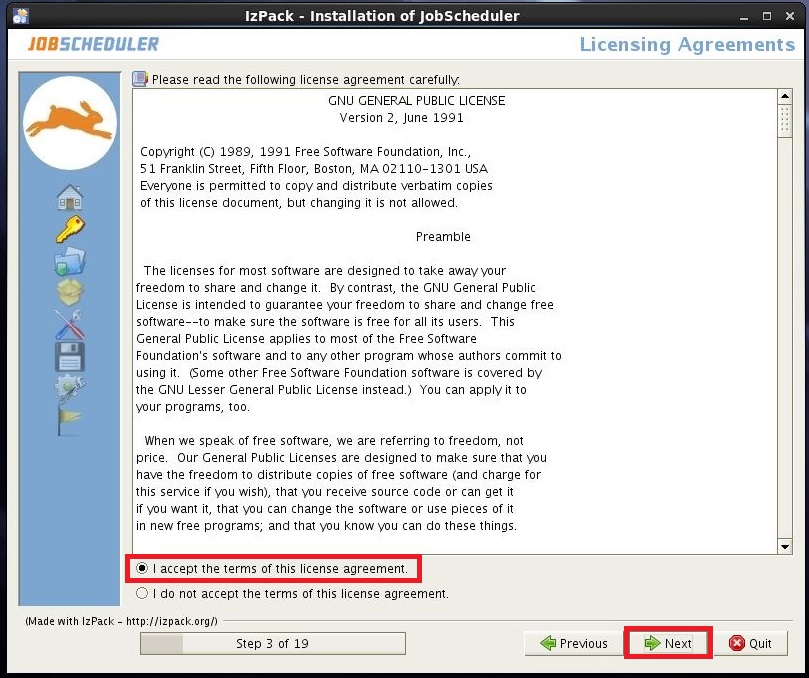 IzPack - Installation of JobScheduler
JOBSCHEDULER
Licensing Agreements
Please read the following license agreement carefully:
GNU GENERAL PUBLIC LICENSE
Version 2, June 1991
Copyright (C) 1989, 1991 Free Software Foundation, Inc.,
51 Franklin Street, Fifth Floor, Boston, MA 02110-1301 USA
Everyone is permitted to copy and distribute verbatim copies
of this license document, but changing it is not allowed.
Preamble
The licenses for most software are designed to take away your
freedom to share and change it.  By contrast, the GNU General Public
License is intended to guarantee your freedom to share and change free
software--to make sure the software is free for all its users.  This
General Public License applies to most of the Free Software
Foundation's software and to any other program whose authors commit to
using it.  (Some other Free Software Foundation software is covered by
the GNU Lesser General Public License instead.)  You can apply it to
your programs, too.
When we speak of free software, we are referring to freedom, not
price.  Our General Public Licenses are designed to make sure that you
have the freedom to distribute copies of free software (and charge for
this service if you wish), that you receive source code or can get it
if you want it, that you can change the software or use pieces of it
in new free programs; and that you know you can do these things.
I accept the terms of this license agreement.
I do not accept the terms of this license agreement.
(Made with IzPack - http://izpack.org/)
Step 3 of 19
Previous
Next
Quit